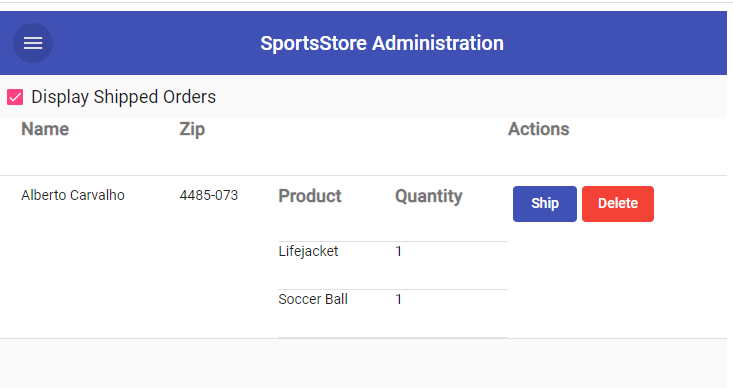 SportsStore Administration
Display Shipped Orders
Name Zip Actions
Alberto Carvalho 4485-073 Product Quantity Ship Delete
Lifejacket 1
Soccer Ball 1